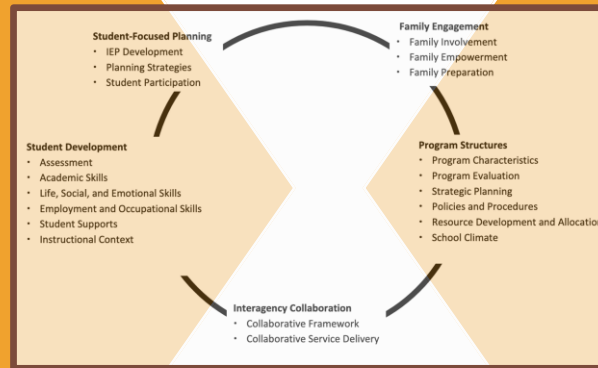 Student-Focused Planning
• IEP Development
• Planning Strategies
• Student Participation
Family Engagement
• Family Involvement
• Family Empowerment
• Family Preparation
Student Development
• Assessment
• Academic Skills
• Life, Social, and Emotional Skills
• Employment and Occupational Skills
• Student Supports
• Instructional Context
Program Structures
• Program Characteristics
• Program Evaluation
• Strategic Planning
• Policies and Procedures
• Resource Development and Allocation
• School Climate
Interagency Collaboration
• Collaborative Framework
• Collaborative Service Delivery